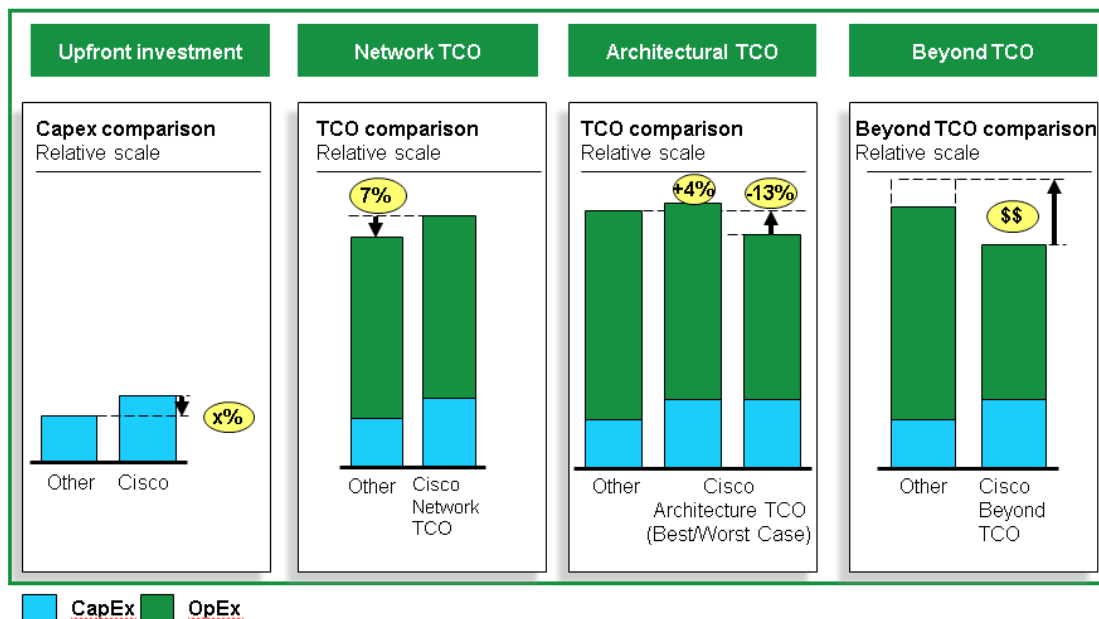 Upfront investment
Network TCO
Architectural TCO
Beyond TCO
Capex comparison
Relative scale
x%
Other
Cisco
TCO comparison
Relative scale
7%
Other
Cisco
Network
TCO
TCO comparison
Relative scale
+4%
-13%
Other
Cisco
Architecture TCO
(Best/Worst Case)
Beyond TCO comparison
Relative scale
$$
Other
Cisco
Beyond
TCO
CapEx
OpEx